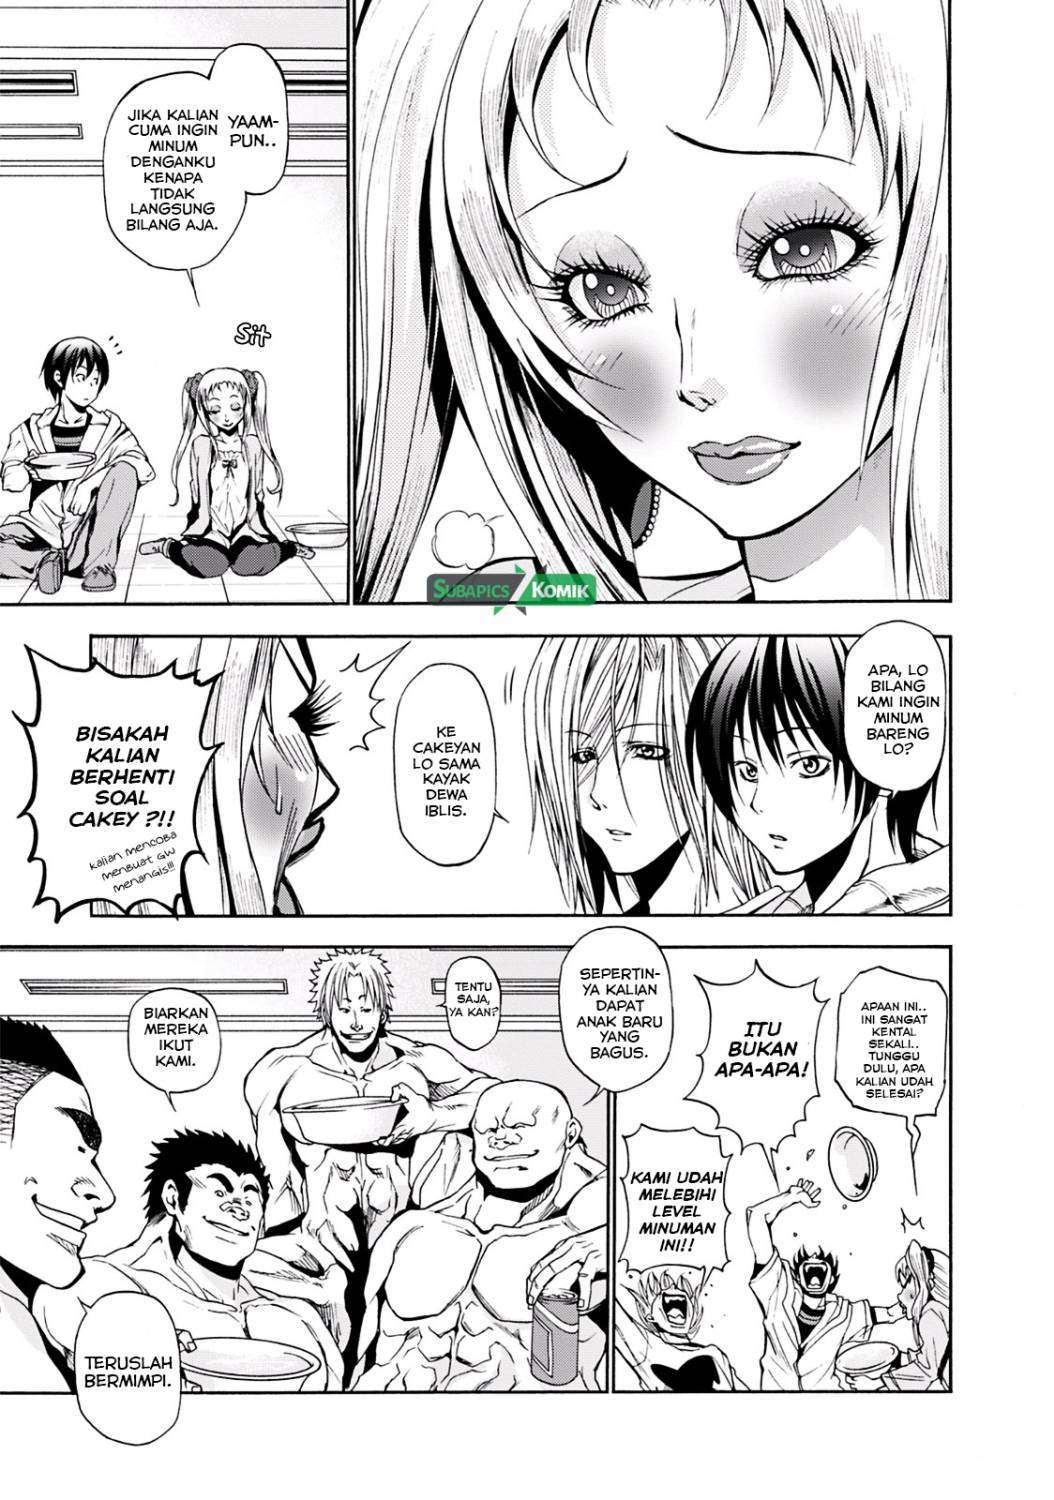 YAAM-
PUN..
JIKA KALIAN
CUMA INGIN
MINUM
DENGANKU
KENAPA
TIDAK
LANGSUNG
BILANG AJA.
Sit
SUBAPICS KOMIK
APA, LO
BILANG
KAMI INGIN
MINUM
BARENG
LO?
KE
CAKEYAN
LO SAMA
KAYAK
DEWA
IBLIS.
BISAKAH
KALIAN
BERHENTI
SOAL
CAKEY ?!!
kalian mencoba
menbuat gw
menangis!!!
APAAN INI..
INI SANGAT
KENTAL
SEKALI..
TUNGGU
DULU, APA
KALIAN UDAH
SELESAI?
ITU
BUKAN
APA-APA!
KAMI UDAH
MELEBIHI
LEVEL
MINUMAN
INI!!
SEPERTIN-
YA KALIAN
DAPAT
ANAK BARU
YANG
BAGUS.
TENTU
SAJA,
YA KAN?
BIARKAN
MEREKA
IKUT
KAMI.
TERUSLAH
BERMIMPI.